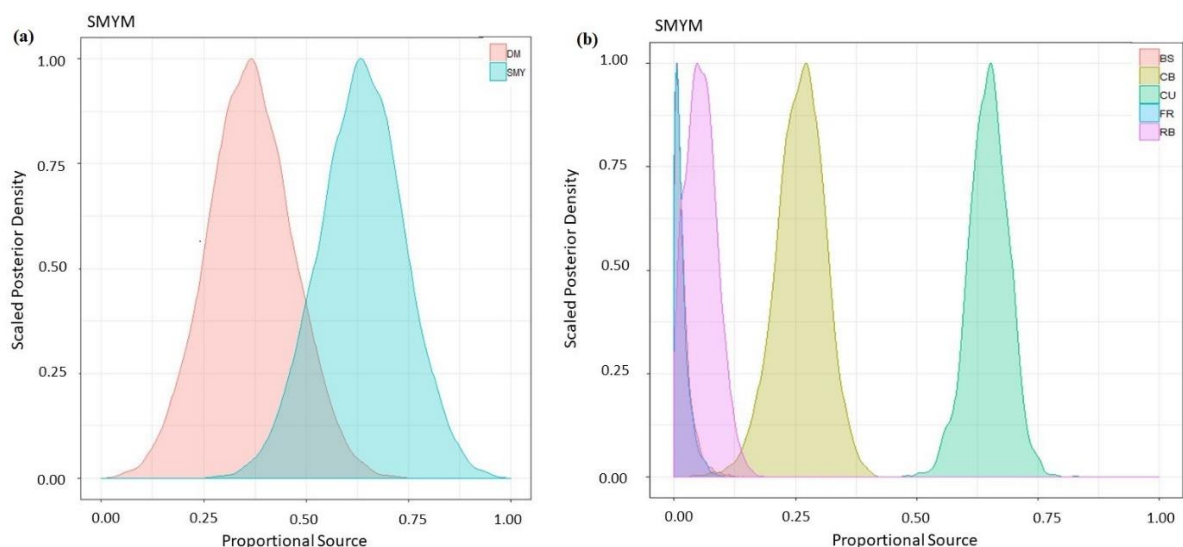 SMYM
(a)
DM
SMY
1.00
0.75
0.50
0.25
0.00
Scaled Posterior Density
0.00 0.25 0.50 0.75 1.00
Proportional Source
SMYM
(b)
BS
CB
CU
FR
RB
1.00
0.75
0.50
0.25
0.00
Scaled Posterior Density
0.00 0.25 0.50 0.75 1.00
Proportional Source